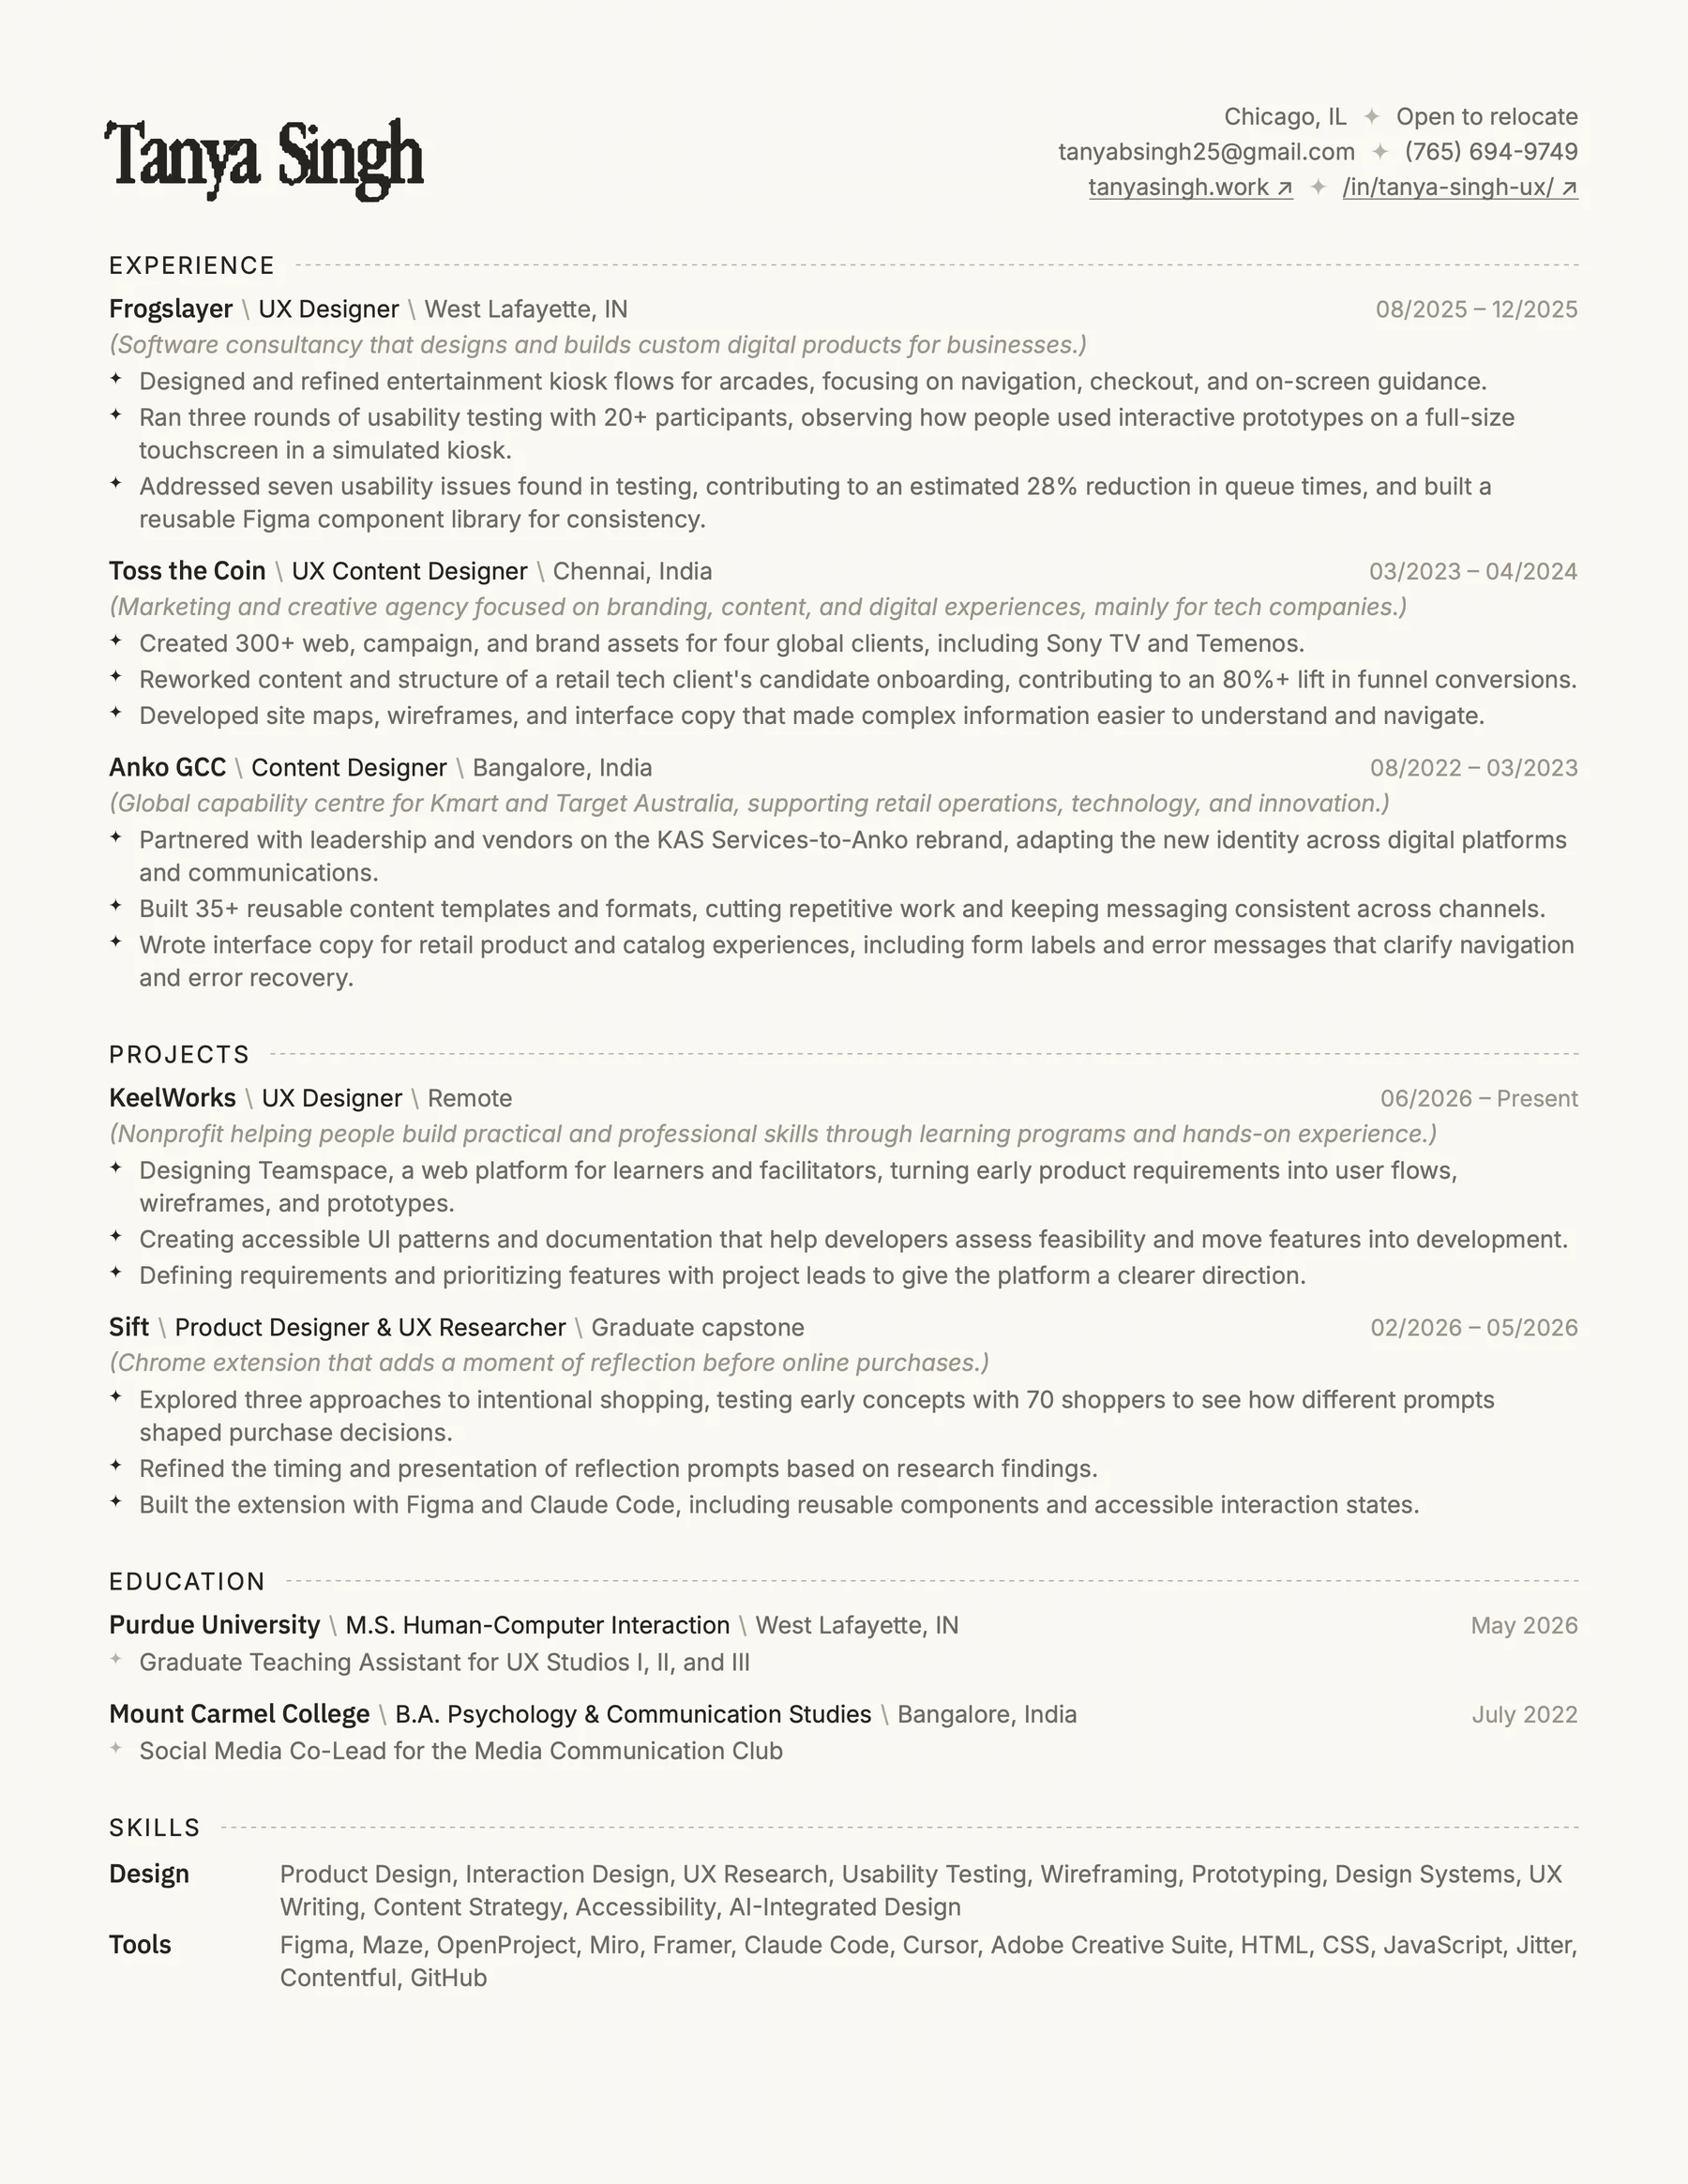 Tanya Singh
Chicago, IL ✦ Open to relocate
tanyabsingh25@gmail.com ✦ (765) 694-9749
tanyasingh.work ↗ ✦ /in/tanya-singh-ux/ ↗
EXPERIENCE
Frogslayer \ UX Designer \ West Lafayette, IN 08/2025 – 12/2025
(Software consultancy that designs and builds custom digital products for businesses.)
✦ Designed and refined entertainment kiosk flows for arcades, focusing on navigation, checkout, and on-screen guidance.
✦ Ran three rounds of usability testing with 20+ participants, observing how people used interactive prototypes on a full-size
touchscreen in a simulated kiosk.
✦ Addressed seven usability issues found in testing, contributing to an estimated 28% reduction in queue times, and built a
reusable Figma component library for consistency.
Toss the Coin \ UX Content Designer \ Chennai, India 03/2023 – 04/2024
(Marketing and creative agency focused on branding, content, and digital experiences, mainly for tech companies.)
✦ Created 300+ web, campaign, and brand assets for four global clients, including Sony TV and Temenos.
✦ Reworked content and structure of a retail tech client's candidate onboarding, contributing to an 80%+ lift in funnel conversions.
✦ Developed site maps, wireframes, and interface copy that made complex information easier to understand and navigate.
Anko GCC \ Content Designer \ Bangalore, India 08/2022 – 03/2023
(Global capability centre for Kmart and Target Australia, supporting retail operations, technology, and innovation.)
✦ Partnered with leadership and vendors on the KAS Services-to-Anko rebrand, adapting the new identity across digital platforms
and communications.
✦ Built 35+ reusable content templates and formats, cutting repetitive work and keeping messaging consistent across channels.
✦ Wrote interface copy for retail product and catalog experiences, including form labels and error messages that clarify navigation
and error recovery.
PROJECTS
KeelWorks \ UX Designer \ Remote 06/2026 – Present
(Nonprofit helping people build practical and professional skills through learning programs and hands-on experience.)
✦ Designing Teamspace, a web platform for learners and facilitators, turning early product requirements into user flows,
wireframes, and prototypes.
✦ Creating accessible UI patterns and documentation that help developers assess feasibility and move features into development.
✦ Defining requirements and prioritizing features with project leads to give the platform a clearer direction.
Sift \ Product Designer & UX Researcher \ Graduate capstone 02/2026 – 05/2026
(Chrome extension that adds a moment of reflection before online purchases.)
✦ Explored three approaches to intentional shopping, testing early concepts with 70 shoppers to see how different prompts
shaped purchase decisions.
✦ Refined the timing and presentation of reflection prompts based on research findings.
✦ Built the extension with Figma and Claude Code, including reusable components and accessible interaction states.
EDUCATION
Purdue University \ M.S. Human-Computer Interaction \ West Lafayette, IN May 2026
✦ Graduate Teaching Assistant for UX Studios I, II, and III
Mount Carmel College \ B.A. Psychology & Communication Studies \ Bangalore, India July 2022
✦ Social Media Co-Lead for the Media Communication Club
SKILLS
Design Product Design, Interaction Design, UX Research, Usability Testing, Wireframing, Prototyping, Design Systems, UX
Writing, Content Strategy, Accessibility, AI-Integrated Design
Tools Figma, Maze, OpenProject, Miro, Framer, Claude Code, Cursor, Adobe Creative Suite, HTML, CSS, JavaScript, Jitter,
Contentful, GitHub